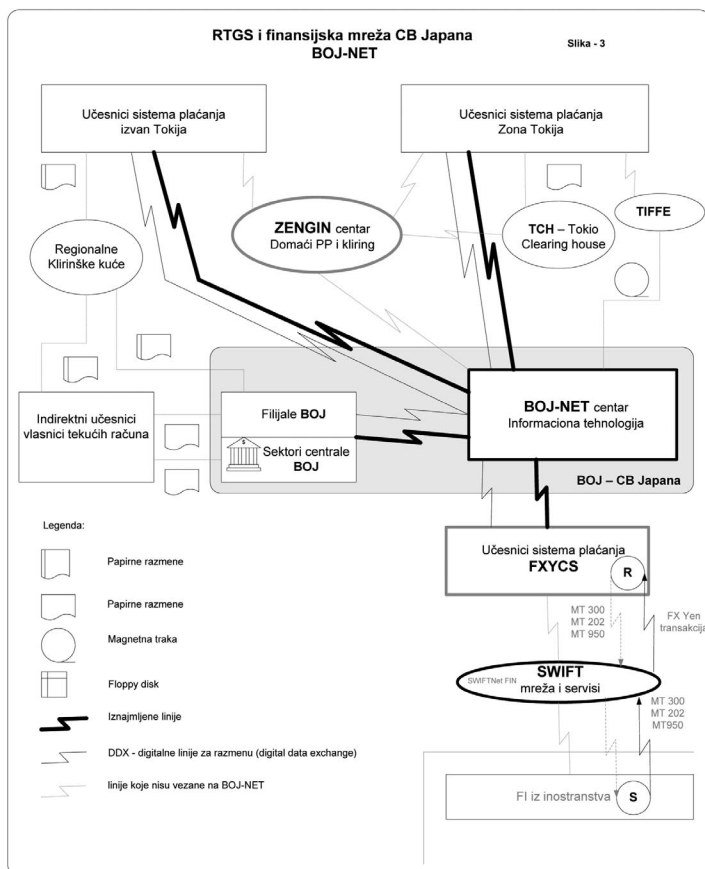 RTGS i finansijska mreža CB Japana
BOJ-NET
Slika - 3
Učesnici sistema plaćanja
izvan Tokija
Učesnici sistema plaćanja
Zona Tokija
ZENGIN centar
Domaći PP i kliring
TCH – Tokio
Clearing house
TIFFE
Regionalne
Klirinške kuće
Indirektni učesnici
vlasnici tekućih računa
Filijale BOJ
Sektori centrale
BOJ
BOJ-NET centar
Informaciona tehnologija
BOJ – CB Japana
Učesnici sistema plaćanja
FXYCS
R
MT 300
MT 202
MT 950
FX Yen
transakcija
SWIFTNet FIN
SWIFT
mreža i servisi
MT 300
MT 202
MT950
FI iz inostranstva
S
Legenda:
Papirne razmene
Papirne razmene
Magnetna traka
Floppy disk
Iznajmljene linije
DDX - digitalne linije za razmenu (digital data exchange)
linije koje nisu vezane na BOJ-NET